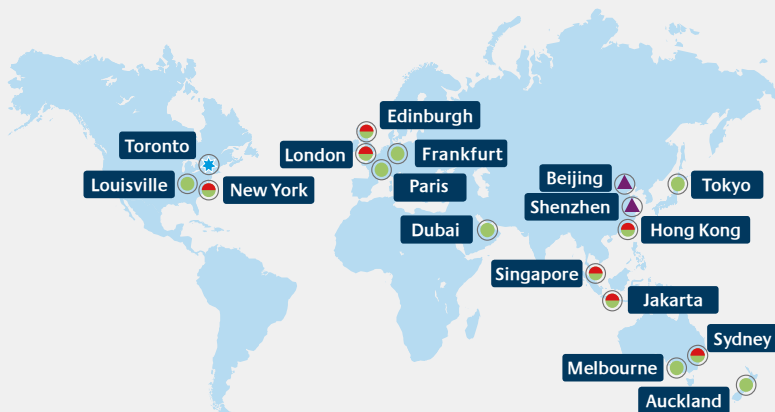 Edinburgh
Toronto
London
Frankfurt
Louisville
New York
Paris
Beijing
Tokyo
Shenzhen
Dubai
Hong Kong
Singapore
Jakarta
Sydney
Melbourne
Auckland